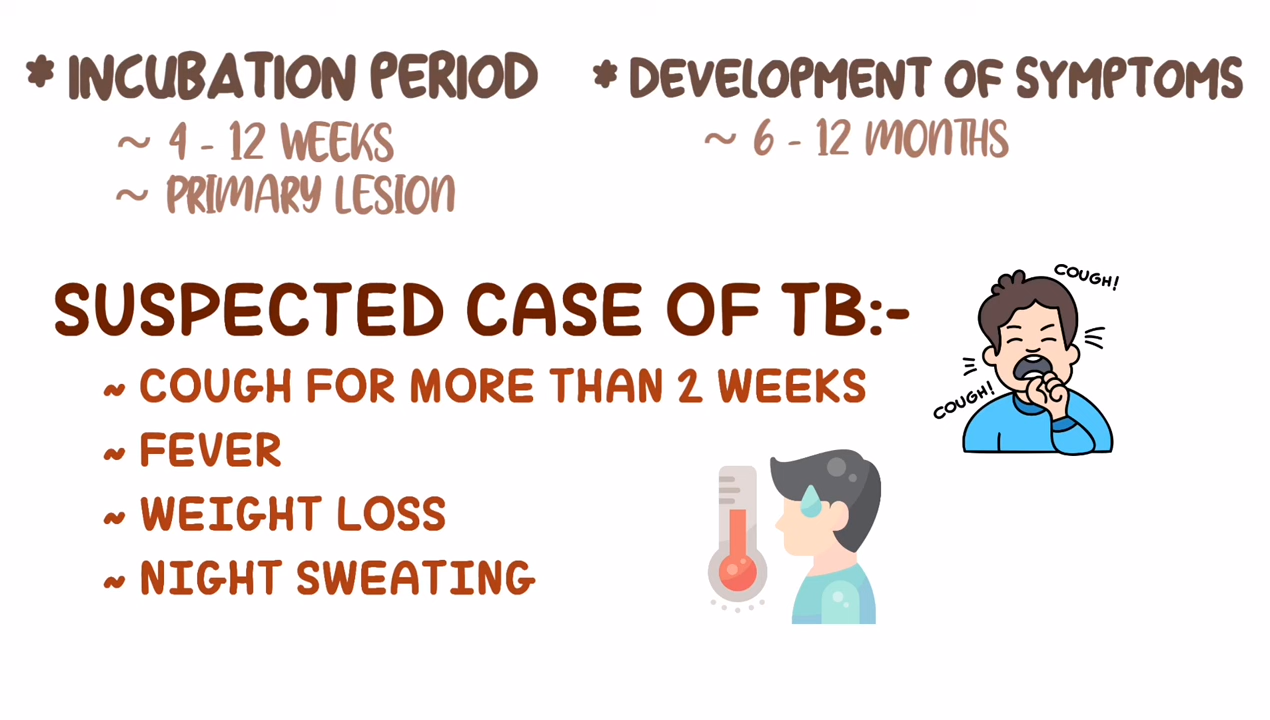 * INCUBATION PERIOD
~ 4 - 12 WEEKS
~ PRIMARY LESION
* DEVELOPMENT OF SYMPTOMS
~ 6 - 12 MONTHS
SUSPECTED CASE OF TB:-
~ COUGH FOR MORE THAN 2 WEEKS
~ FEVER
~ WEIGHT LOSS
~ NIGHT SWEATING
COUGH!
COUGH!